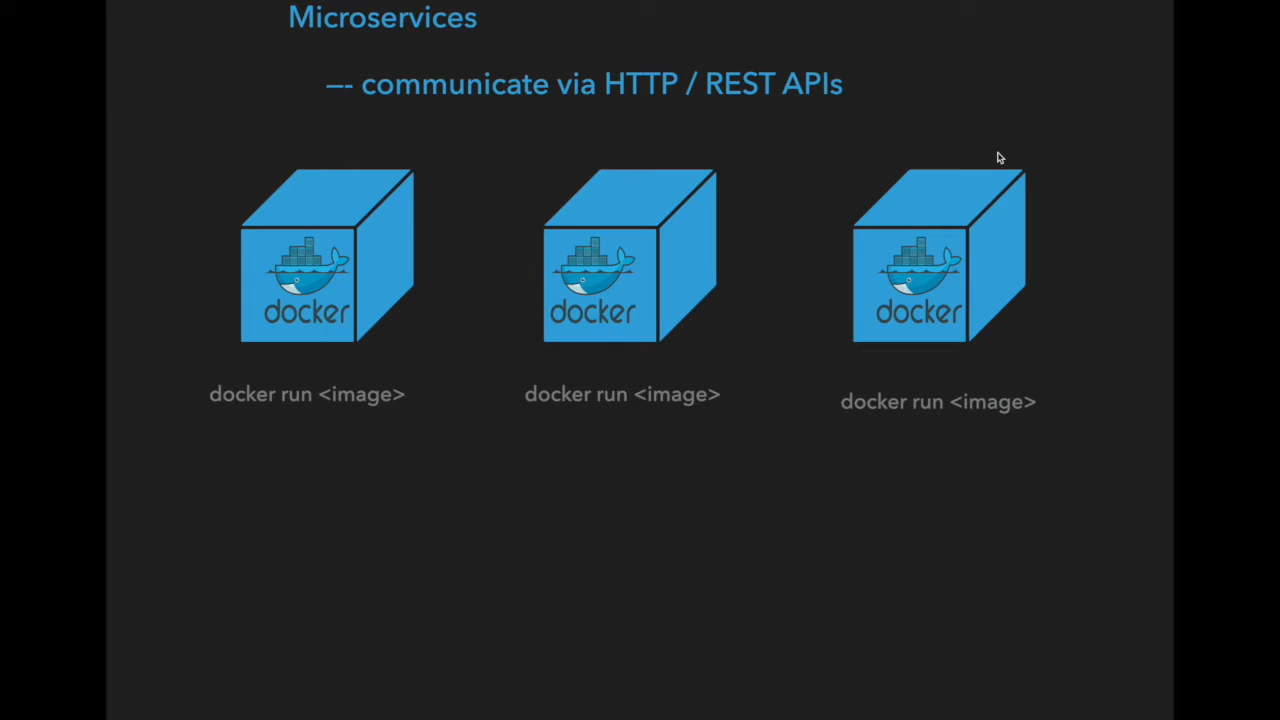 Microservices
—- communicate via HTTP / REST APIs
docker docker docker
docker run <image> docker run <image> docker run <image>